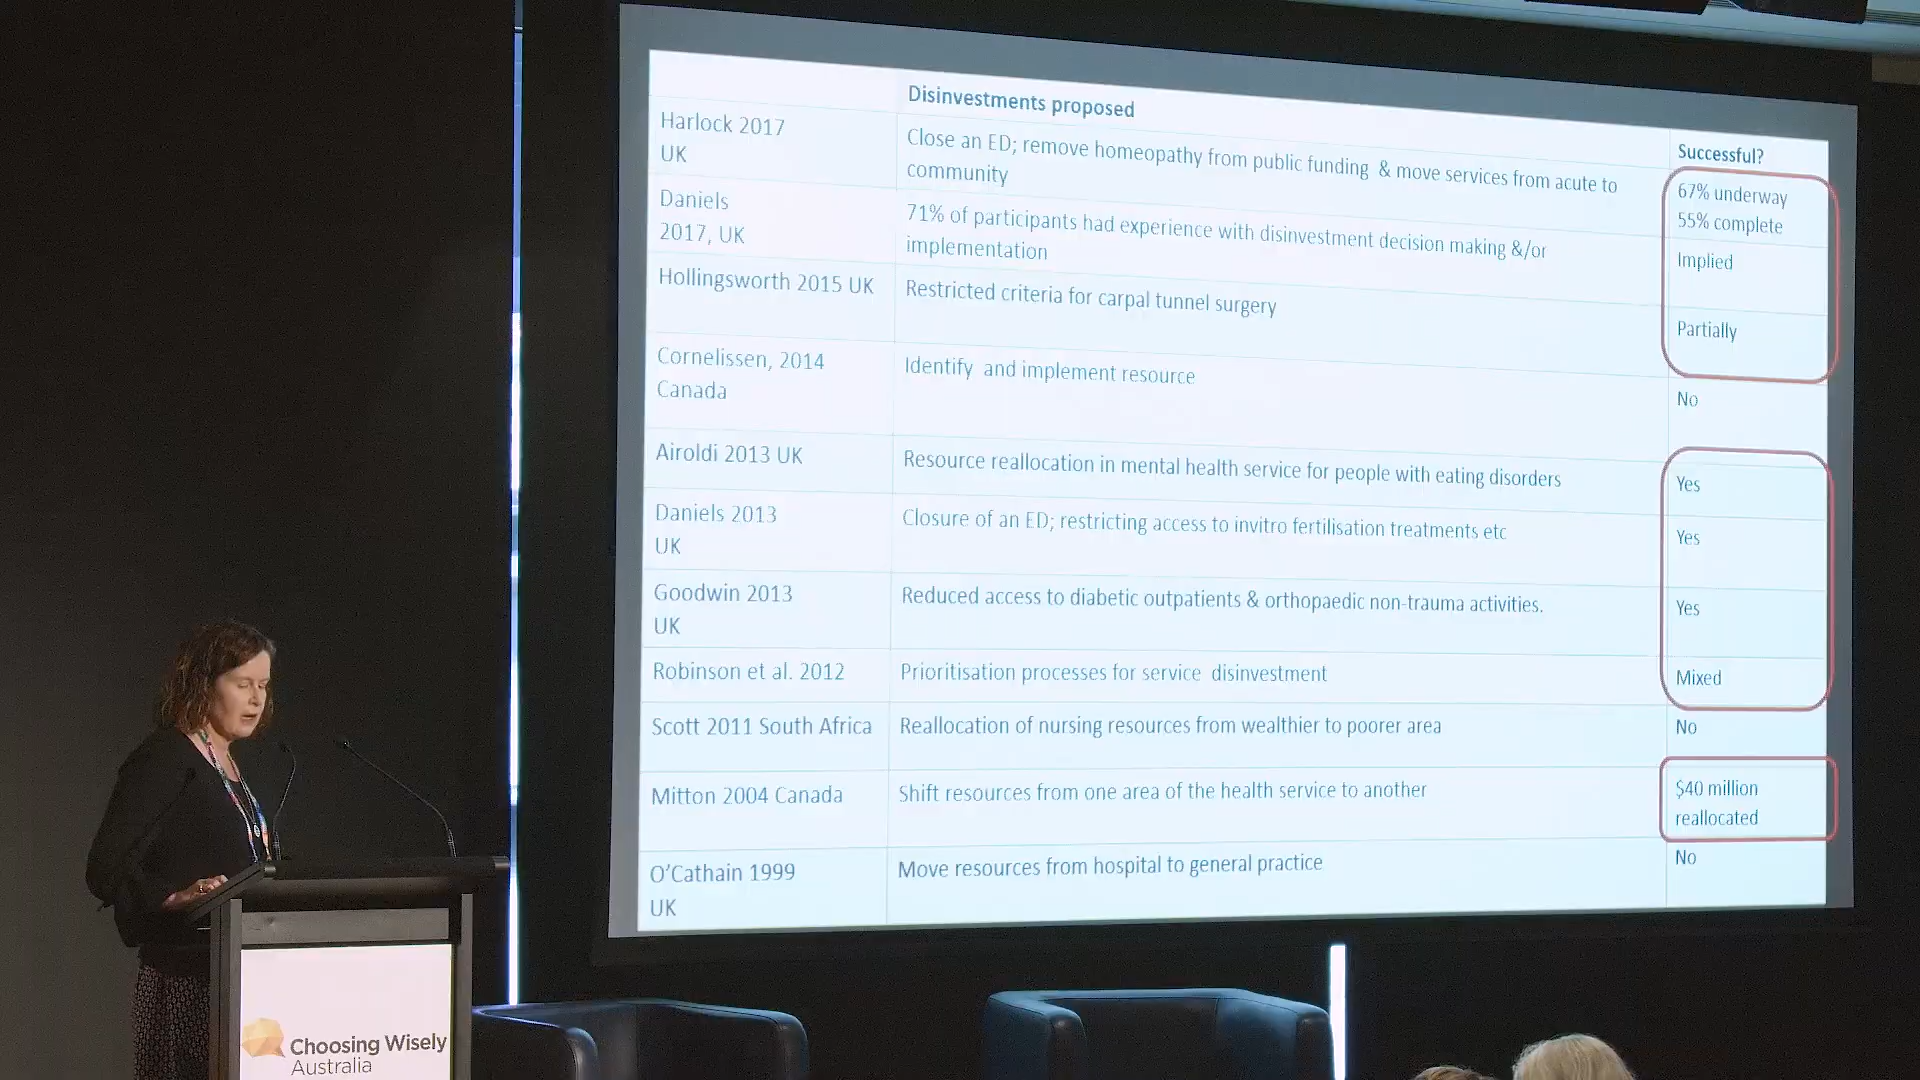 Disinvestments proposed
Successful?
Harlock 2017
UK
Close an ED; remove homeopathy from public funding & move services from acute to
community
67% underway
55% complete
Daniels
2017, UK
71% of participants had experience with disinvestment decision making &/or
implementation
Implied
Hollingsworth 2015 UK
Restricted criteria for carpal tunnel surgery
Partially
Cornelissen, 2014
Canada
Identify and implement resource
No
Airoldi 2013 UK
Resource reallocation in mental health service for people with eating disorders
Yes
Daniels 2013
UK
Closure of an ED; restricting access to invitro fertilisation treatments etc
Yes
Goodwin 2013
UK
Reduced access to diabetic outpatients & orthopaedic non-trauma activities.
Yes
Robinson et al. 2012
Prioritisation processes for service disinvestment
Mixed
Scott 2011 South Africa
Reallocation of nursing resources from wealthier to poorer area
No
Mitton 2004 Canada
Shift resources from one area of the health service to another
$40 million
reallocated
O'Cathain 1999
UK
Move resources from hospital to general practice
No
Choosing Wisely
Australia